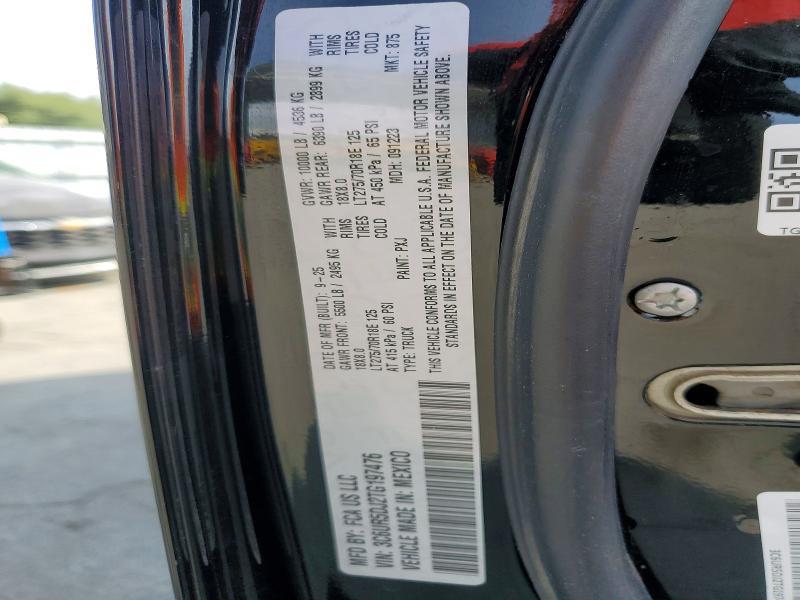 MFD BY: FCA US LLC
VIN: 3C6UR5DJ2TG197476
VEHICLE MADE IN: MEXICO
DATE OF MFR (BUILT): 9-25
GVWR: 10000 LB / 4536 KG
GAWR FRONT: 5500 LB / 2495 KG WITH
GAWR REAR: 6390 LB / 2899 KG WITH
18X8.0 RIMS
18X8.0 RIMS
LT275/70R18E 125 TIRES
LT275/70R18E 125 TIRES
AT 415 kPa / 60 PSI COLD
AT 450 kPa / 65 PSI COLD
TYPE: TRUCK
PAINT: PXJ
MDH: 091223
MKT: 875
THIS VEHICLE CONFORMS TO ALL APPLICABLE U.S.A. FEDERAL MOTOR VEHICLE SAFETY
STANDARDS IN EFFECT ON THE DATE OF MANUFACTURE SHOWN ABOVE.
TG